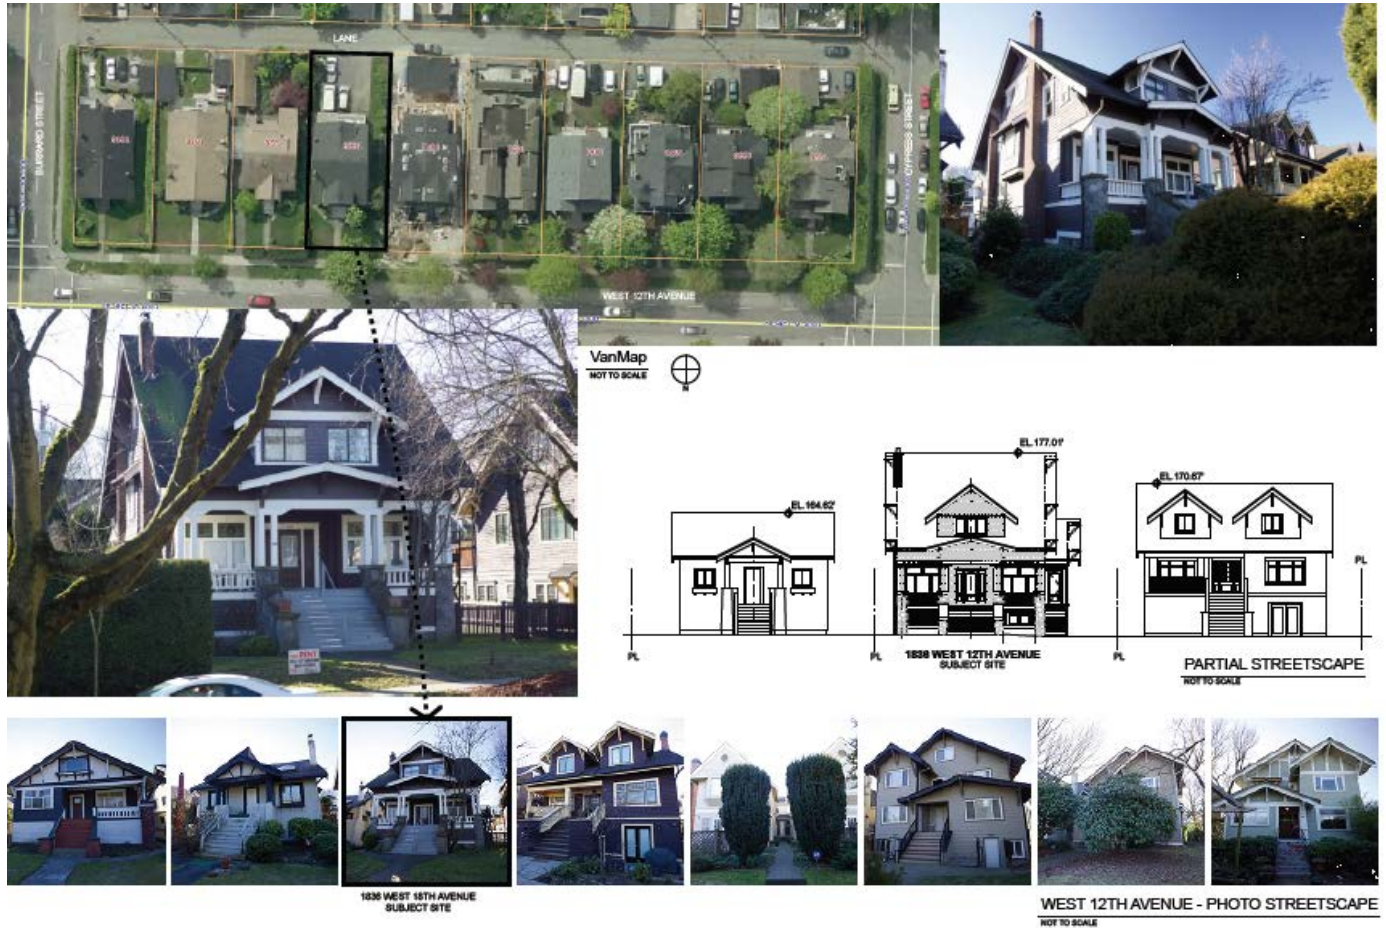 LANE
BURRARD STREET
CYPRESS STREET
WEST 12TH AVENUE
VanMap
NOT TO SCALE
N
EL.177.01'
EL.170.67'
EL.164.62'
PL
PL
PL
PL
1836 WEST 12TH AVENUE
SUBJECT SITE
PARTIAL STREETSCAPE
NOT TO SCALE
RENT
1836 WEST 15TH AVENUE
SUBJECT SITE
WEST 12TH AVENUE - PHOTO STREETSCAPE
NOT TO SCALE